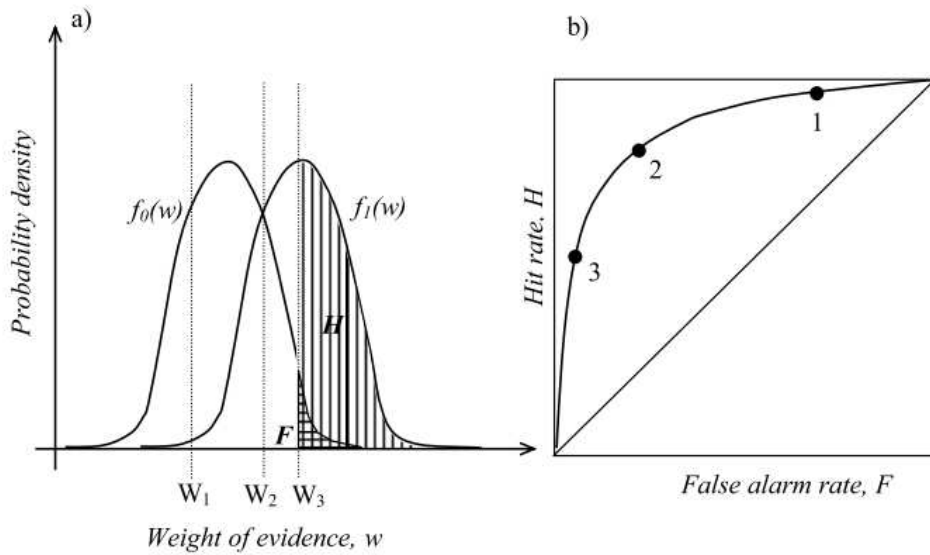 a)
Probability density
f0(w)
f1(w)
H
F
W1
W2
W3
Weight of evidence, w
b)
Hit rate, H
1
2
3
False alarm rate, F